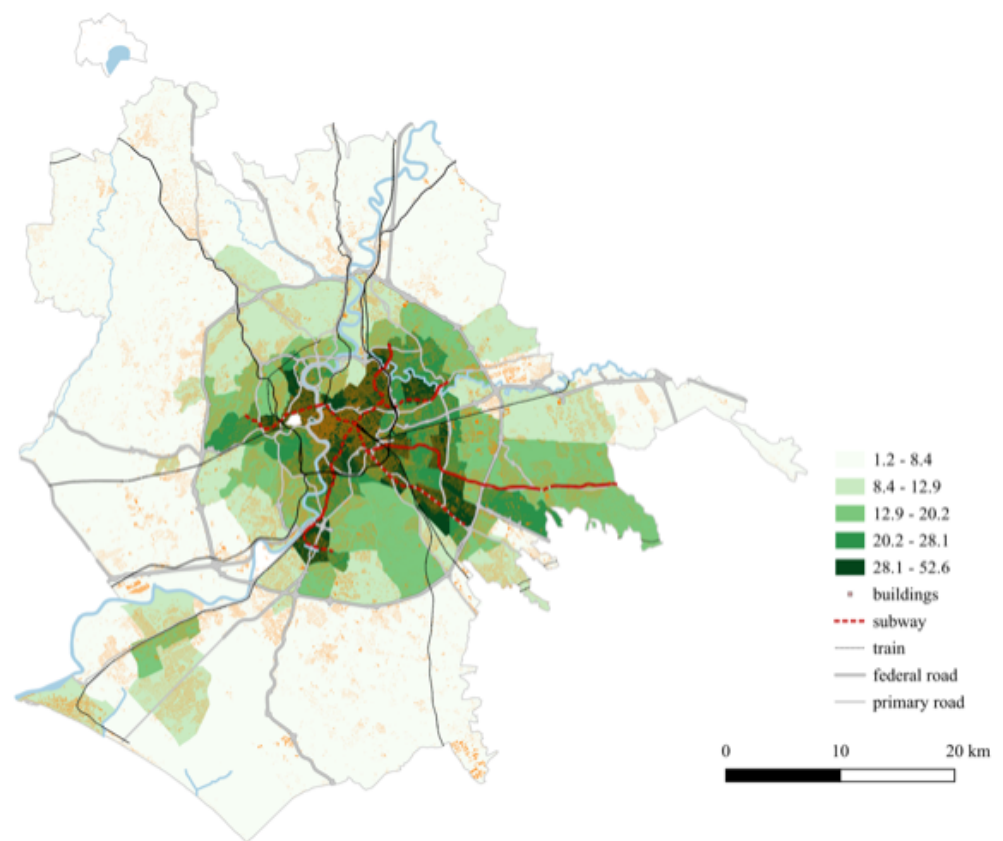 1.2 - 8.4
8.4 - 12.9
12.9 - 20.2
20.2 - 28.1
28.1 - 52.6
buildings
subway
train
federal road
primary road
0 10 20 km